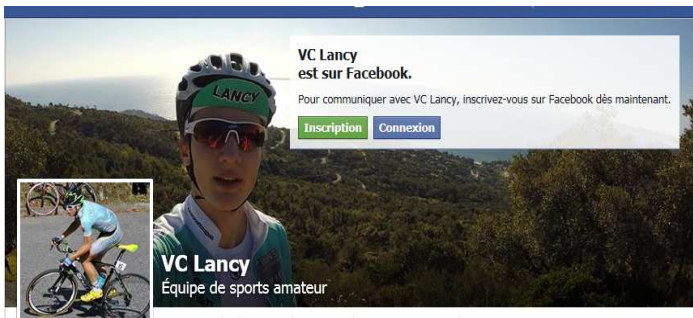 VC Lancy
est sur Facebook.
Pour communiquer avec VC Lancy, inscrivez-vous sur Facebook dès maintenant.
Inscription Connexion
LANCY
VC Lancy
Équipe de sports amateur